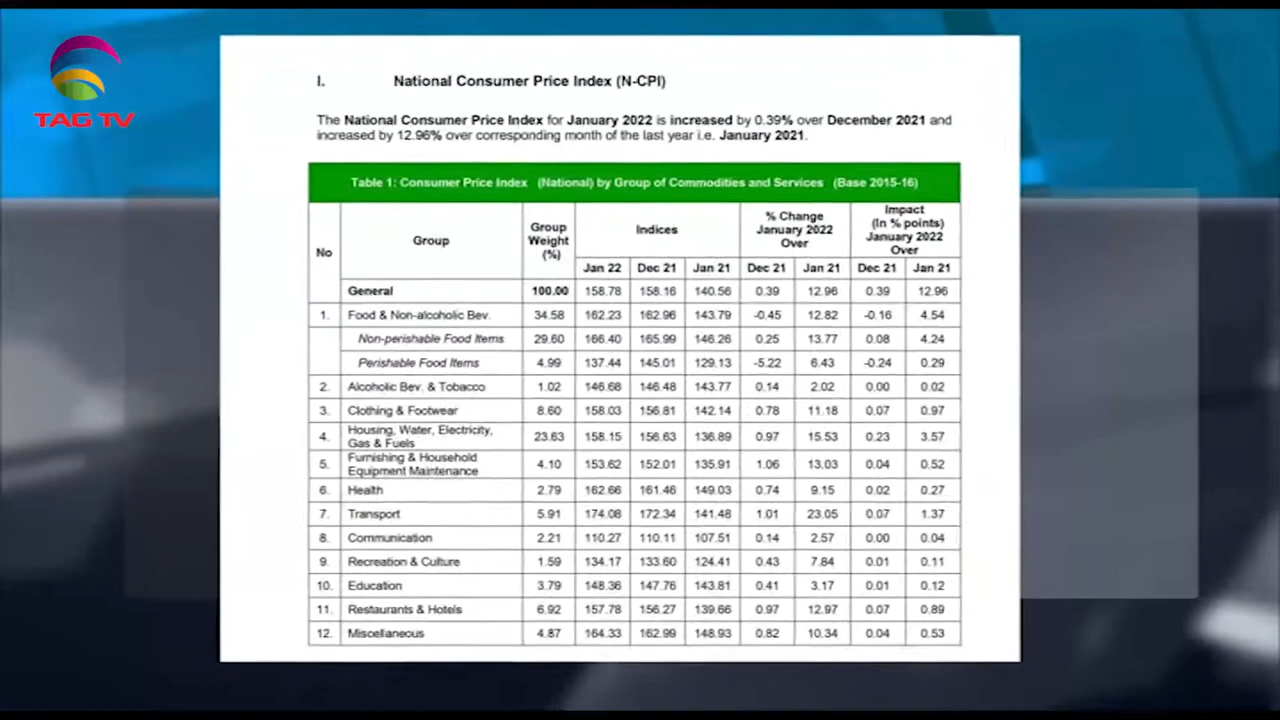 TAG TV
I. National Consumer Price Index (N-CPI)
The National Consumer Price Index for January 2022 is increased by 0.39% over December 2021 and
increased by 12.96% over corresponding month of the last year i.e. January 2021.
Table 1: Consumer Price Index (National) by Group of Commodities and Services (Base 2015-16)
No Group Group Weight (%) Indices % Change January 2022 Over Impact (In % points) January 2022 Over
Jan 22 Dec 21 Jan 21 Dec 21 Jan 21 Dec 21 Jan 21
General 100.00 158.78 158.16 140.56 0.39 12.96 0.39 12.96
1. Food & Non-alcoholic Bev. 34.58 162.23 162.96 143.79 -0.45 12.82 -0.16 4.54
Non-perishable Food Items 29.60 166.40 165.99 146.26 0.25 13.77 0.08 4.24
Perishable Food Items 4.99 137.44 145.01 129.13 -5.22 6.43 -0.24 0.29
2. Alcoholic Bev. & Tobacco 1.02 146.68 146.48 143.77 0.14 2.02 0.00 0.02
3. Clothing & Footwear 8.60 158.03 156.81 142.14 0.78 11.18 0.07 0.97
4. Housing, Water, Electricity, Gas & Fuels 23.63 158.15 156.63 136.89 0.97 15.53 0.23 3.57
5. Furnishing & Household Equipment Maintenance 4.10 153.62 152.01 135.91 1.06 13.03 0.04 0.52
6. Health 2.79 162.66 161.46 149.03 0.74 9.15 0.02 0.27
7. Transport 5.91 174.08 172.34 141.48 1.01 23.05 0.07 1.37
8. Communication 2.21 110.27 110.11 107.51 0.14 2.57 0.00 0.04
9. Recreation & Culture 1.59 134.17 133.60 124.41 0.43 7.84 0.01 0.11
10. Education 3.79 148.36 147.76 143.81 0.41 3.17 0.01 0.12
11. Restaurants & Hotels 6.92 157.78 156.27 139.66 0.97 12.97 0.07 0.89
12. Miscellaneous 4.87 164.33 162.99 148.93 0.82 10.34 0.04 0.53